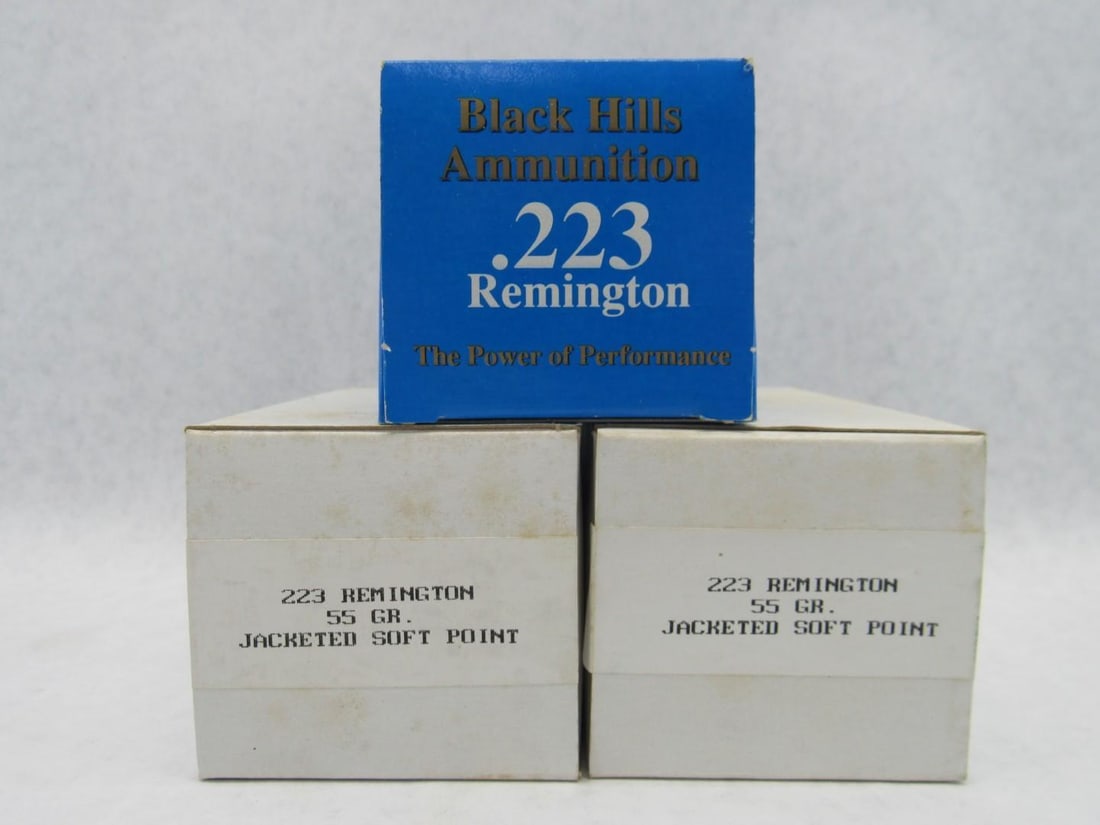 Black Hills
Ammunition
.223
Remington
The Power of Performance
223 REMINGTON
55 GR.
JACKETED SOFT POINT
223 REMINGTON
55 GR.
JACKETED SOFT POINT